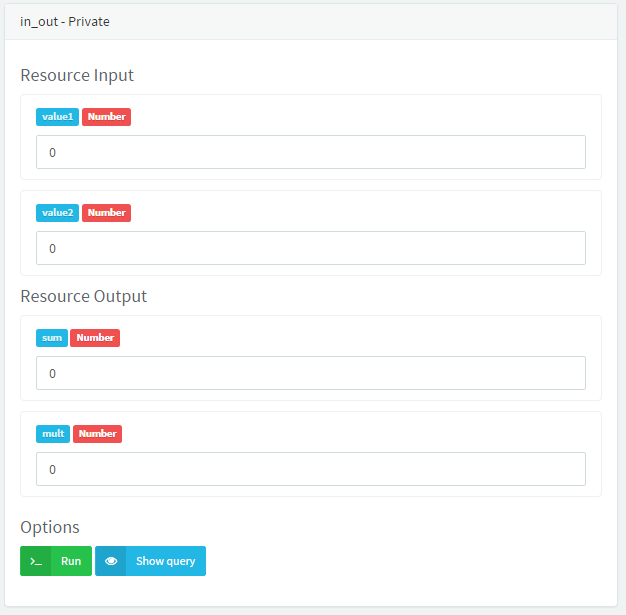 in_out - Private
Resource Input
value1 Number
0
value2 Number
0
Resource Output
sum Number
0
mult Number
0
Options
>_ Run Show query